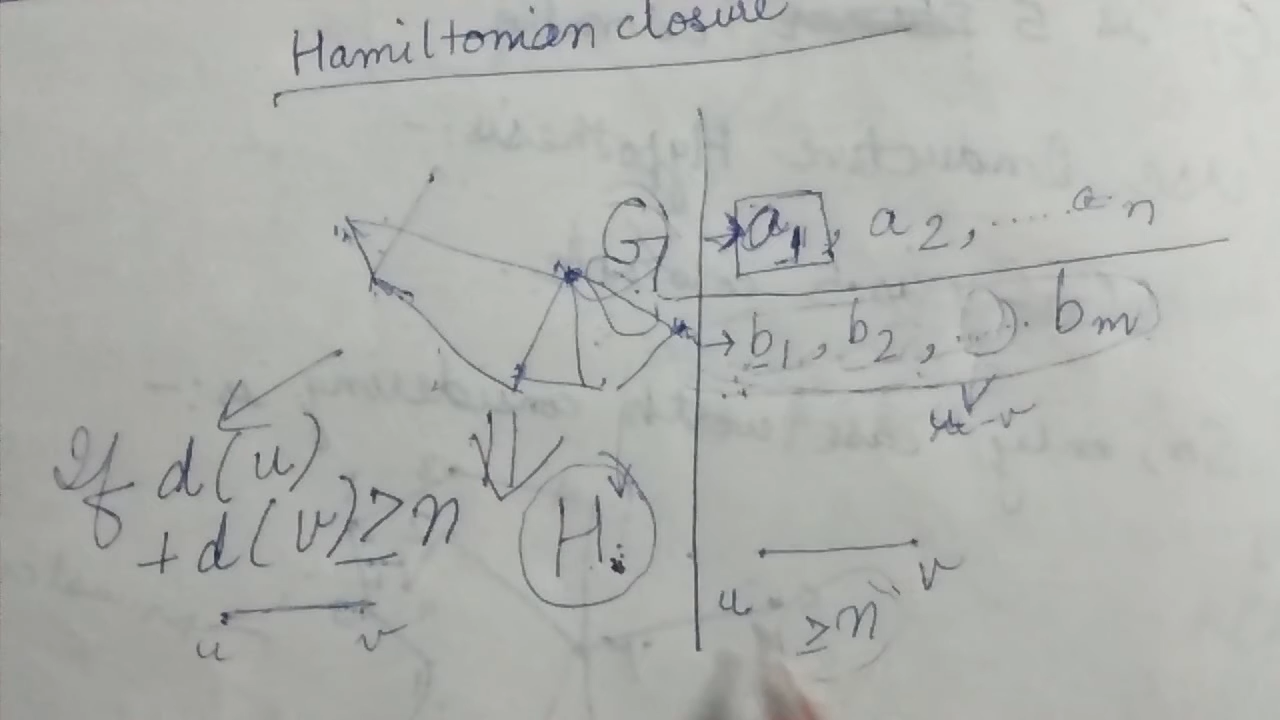 Hamiltonian closure
G
→ a1, a2, ..... an
→ b1, b2, ...). bm
If d(u)
+ d(v) ≥ n
H
u v
u v
≥ n